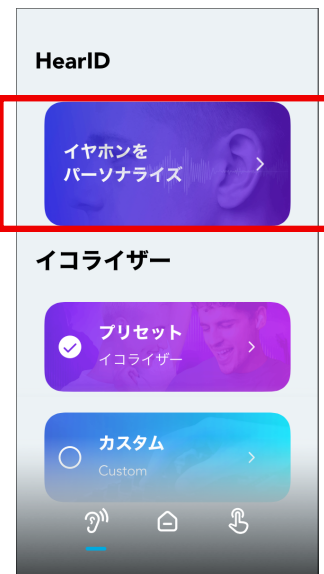 HearID
イヤホンを
パーソナライズ
イコライザー
プリセット
イコライザー
カスタム
Custom